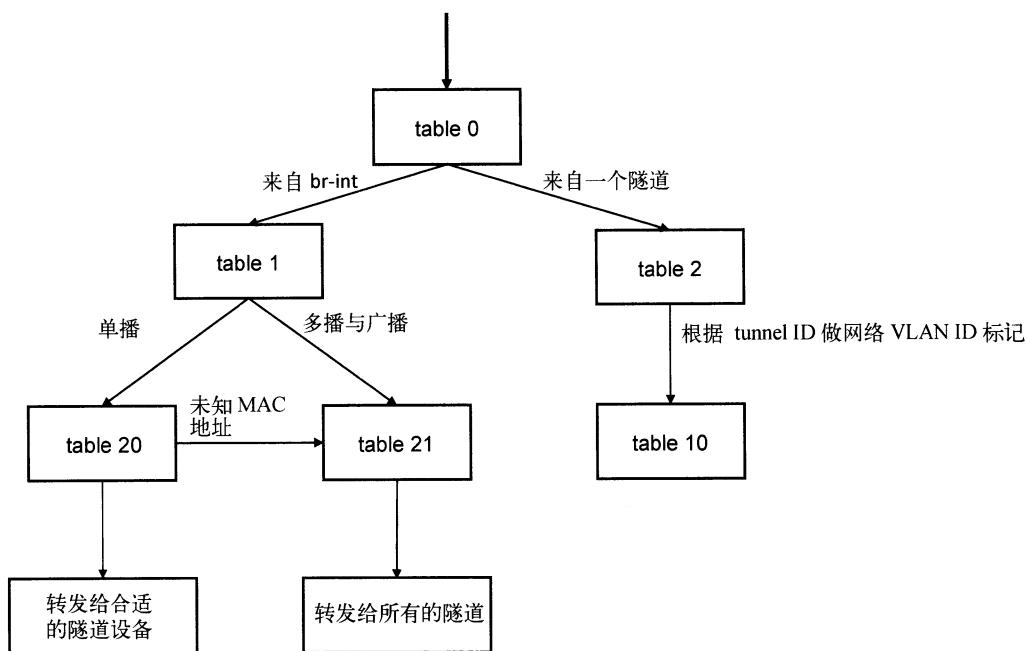 table 0
来自 br-int
来自一个隧道
table 1
table 2
单播
多播与广播
根据 tunnel ID 做网络 VLAN ID 标记
未知 MAC
地址
table 20
table 21
table 10
转发给合适
的隧道设备
转发给所有的隧道